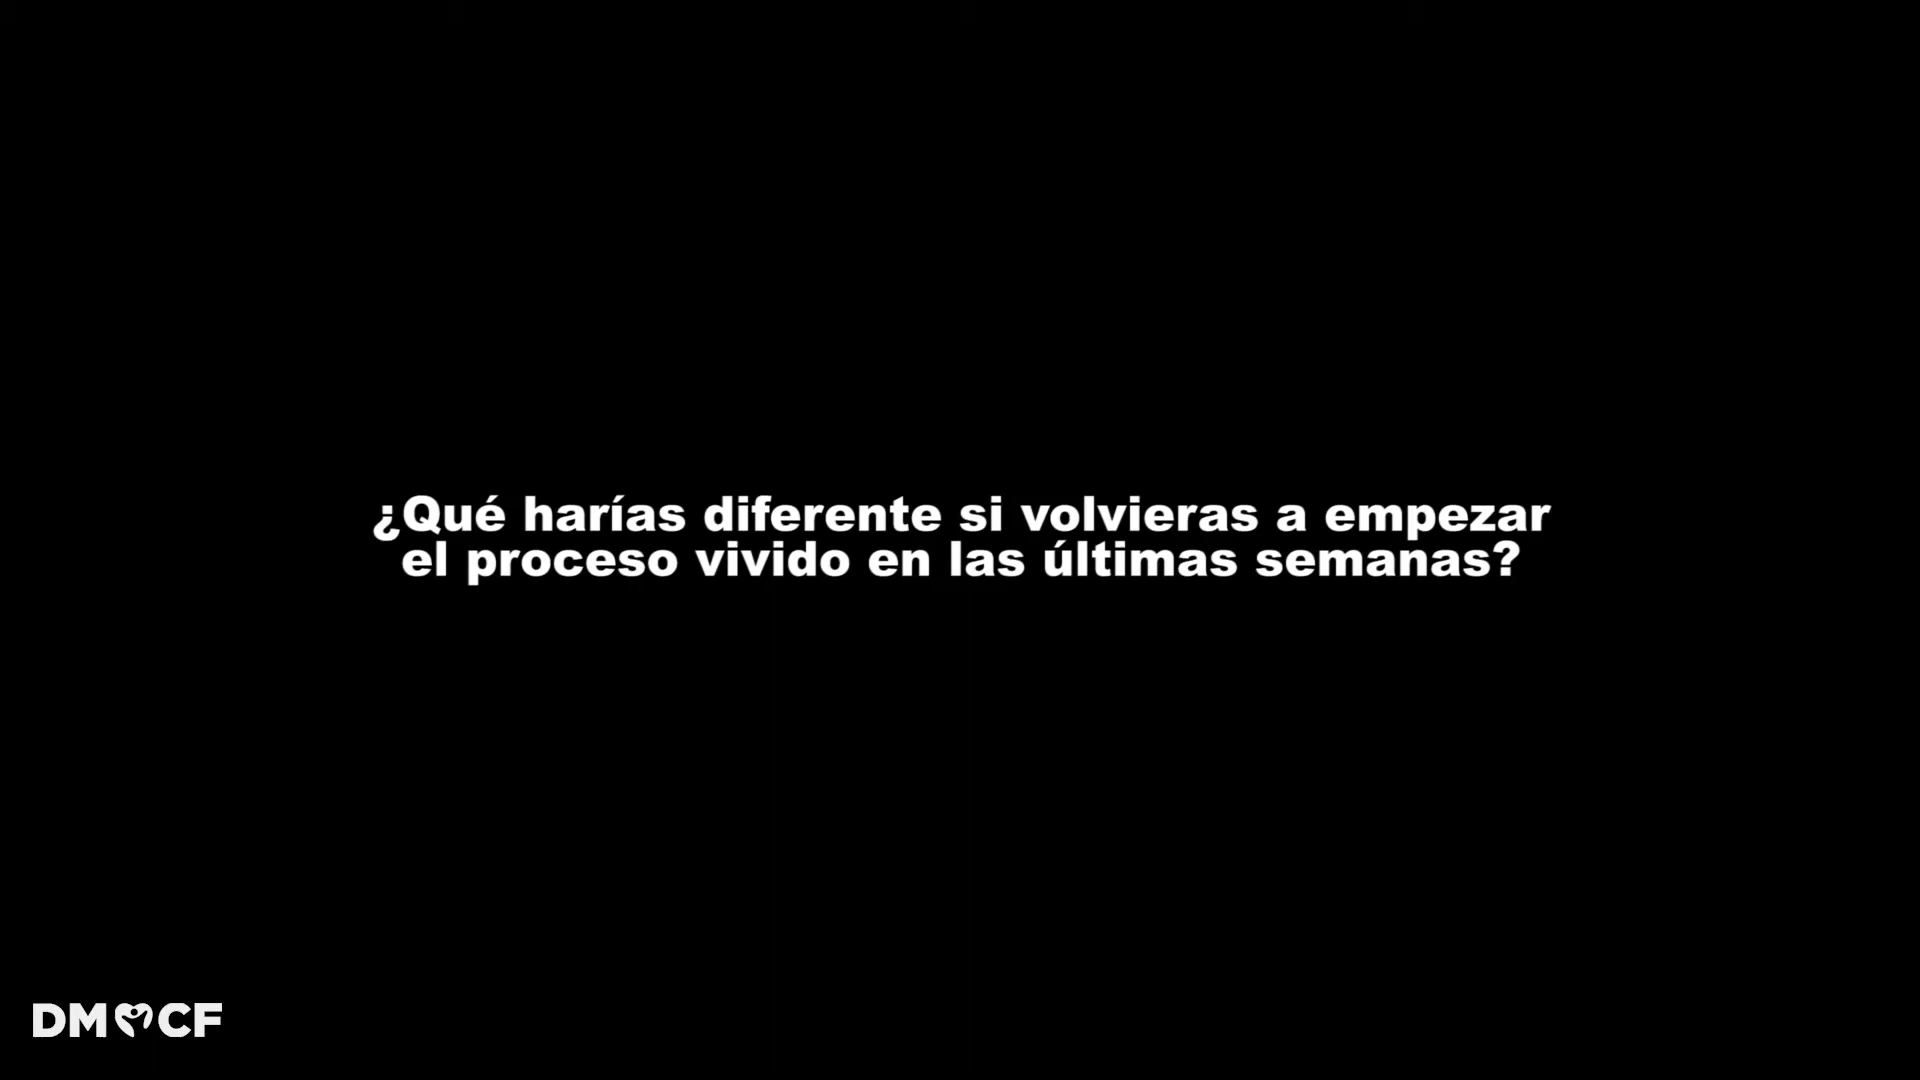 ¿Qué harías diferente si volvieras a empezar
el proceso vivido en las últimas semanas?
DM CF